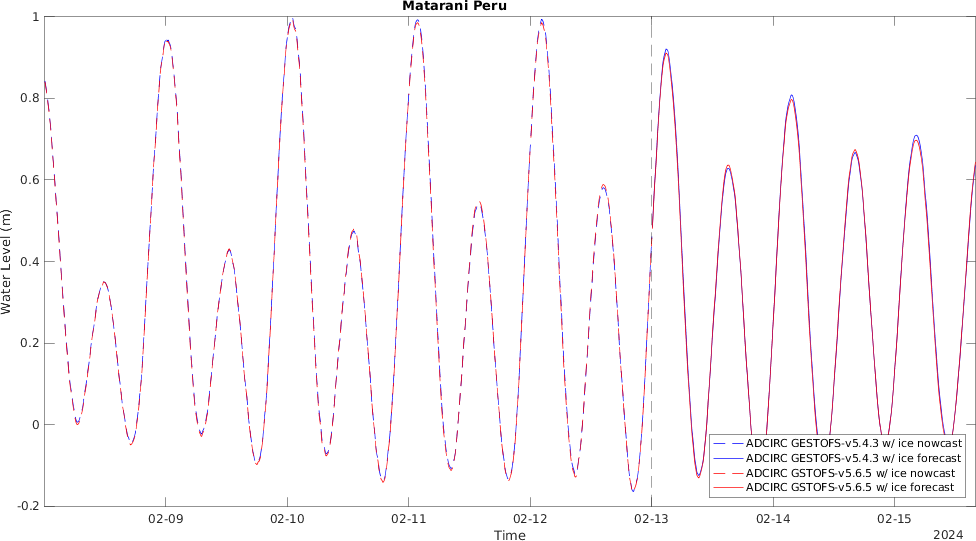 Matarani Peru
1
0.8
0.6
0.4
0.2
0
-0.2
Water Level (m)
02-09 02-10 02-11 02-12 02-13 02-14 02-15
Time
2024
ADCIRC GESTOFS-v5.4.3 w/ ice nowcast
ADCIRC GESTOFS-v5.4.3 w/ ice forecast
ADCIRC GSTOFS-v5.6.5 w/ ice nowcast
ADCIRC GSTOFS-v5.6.5 w/ ice forecast